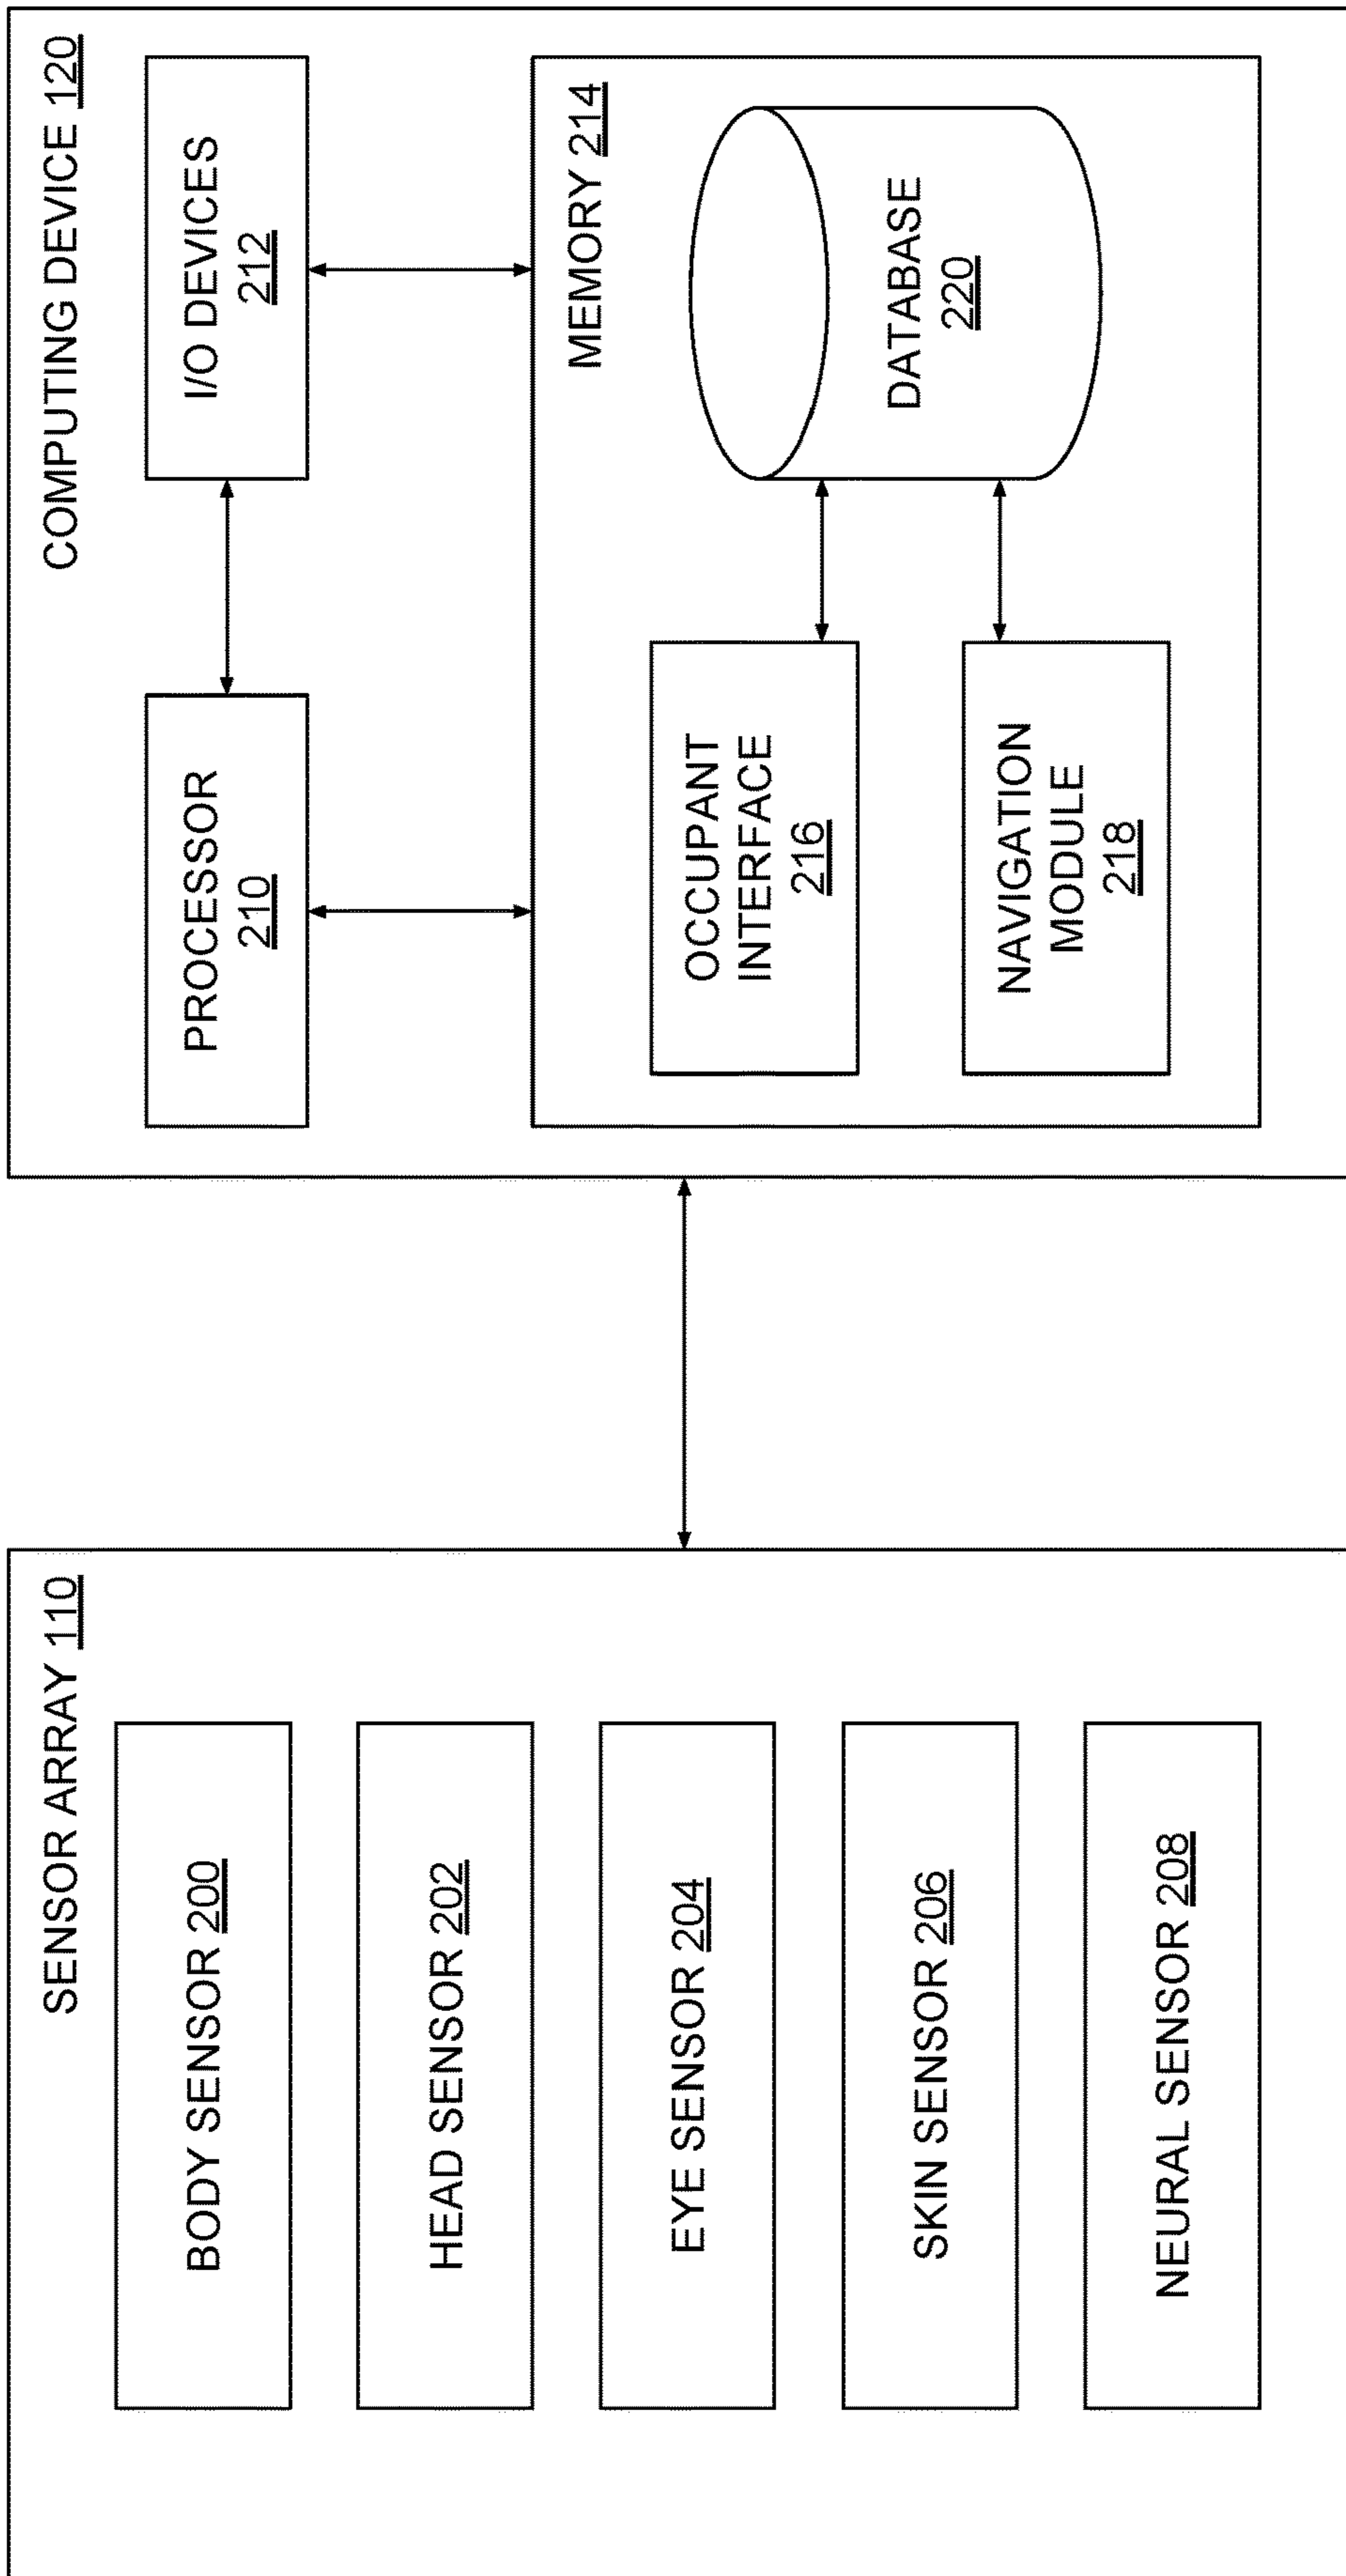 SENSOR ARRAY 110
BODY SENSOR 200
HEAD SENSOR 202
EYE SENSOR 204
SKIN SENSOR 206
NEURAL SENSOR 208
COMPUTING DEVICE 120
PROCESSOR
210
I/O DEVICES
212
MEMORY 214
OCCUPANT
INTERFACE
216
NAVIGATION
MODULE
218
DATABASE
220